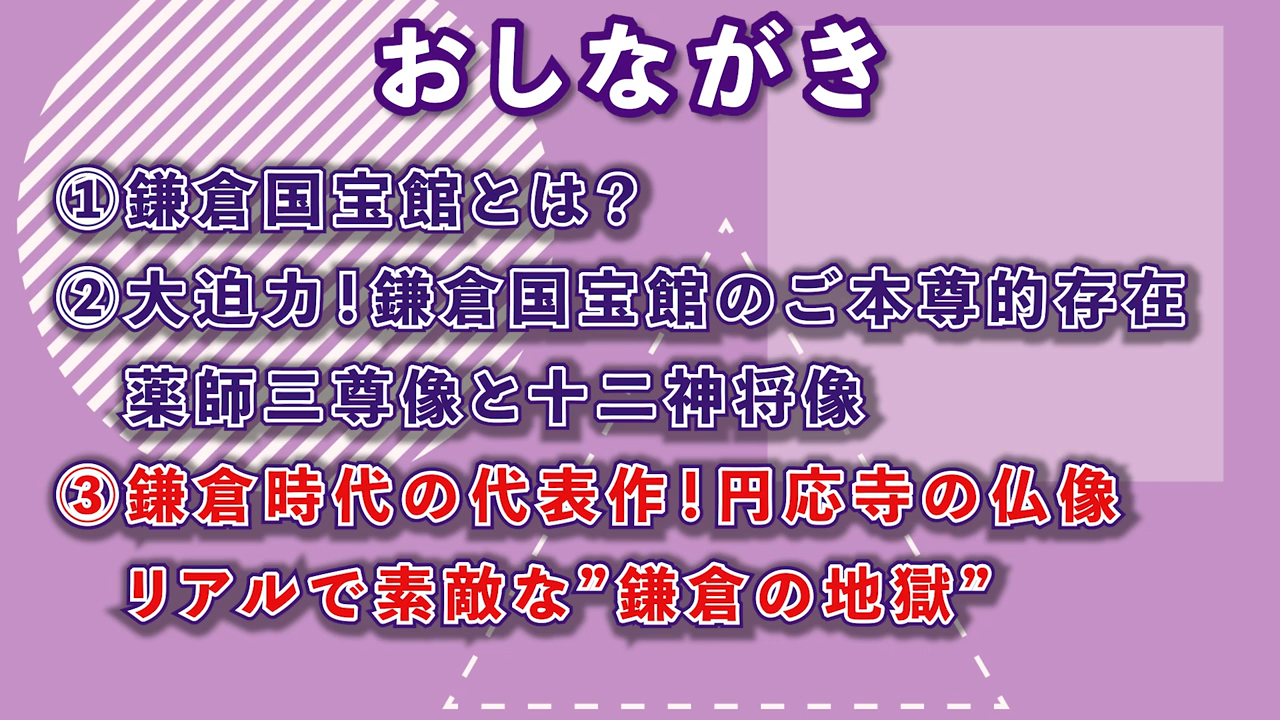 おしながき
①鎌倉国宝館とは？
②大迫力！鎌倉国宝館のご本尊的存在
薬師三尊像と十二神将像
③鎌倉時代の代表作！円応寺の仏像
リアルで素敵な”鎌倉の地獄”